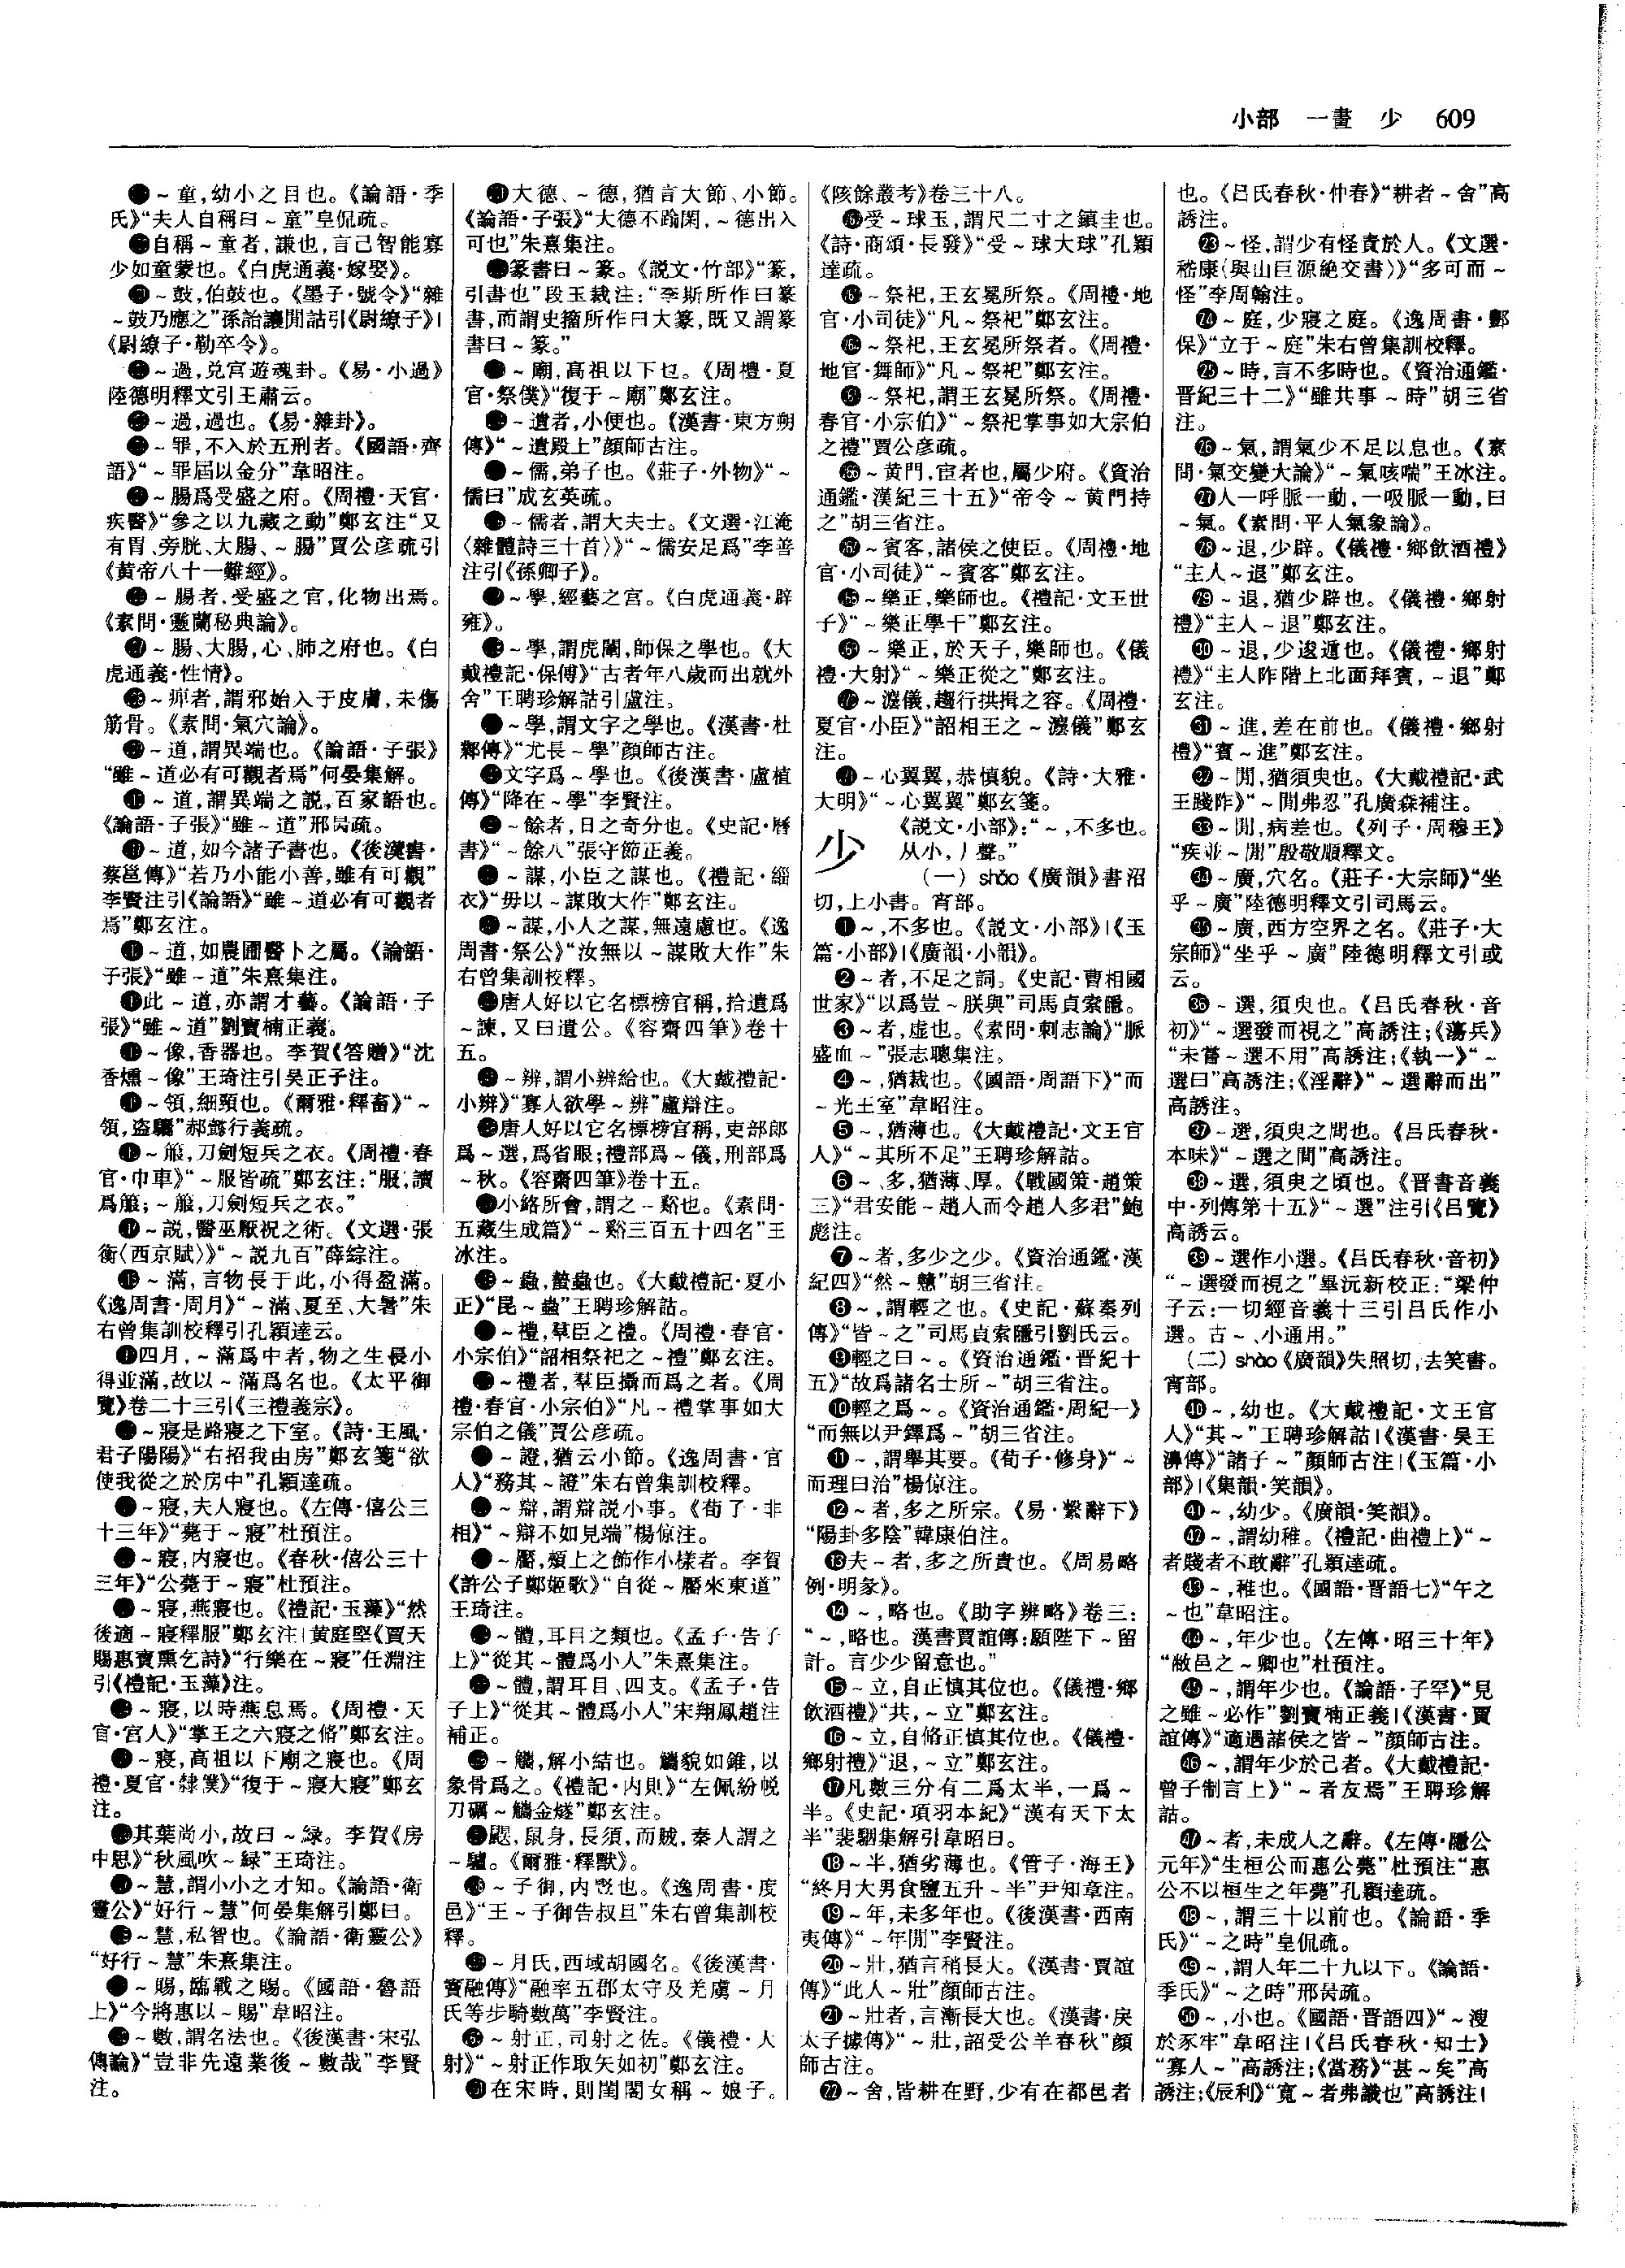 小部　一畫　少　609
～童,幼小之目也。《論語·季
氏》“夫人自稱曰～童”皇侃疏。
自稱～童者,謙也,言己智能寡
少如童蒙也。《白虎通義·嫁娶》。
～鼓,伯鼓也。《墨子·號令》“雜
～鼓乃應之”孫詒讓閒詁引《尉繚子》|
《尉繚子·勒卒令》。
～過,兑宫遊魂卦。《易·小過》
陸德明釋文引王肅云。
～過,過也。《易·雜卦》。
～罪,不入於五刑者。《國語·齊
語》“～罪讁以金分”韋昭注。
～腸爲受盛之府。《周禮·天官·
疾醫》“參之以九藏之動”鄭玄注“又
有胃、旁胱、大腸、～腸”賈公彦疏引
《黄帝八十一難經》。
～腸者,受盛之官,化物出焉。
《素問·靈蘭秘典論》。
～腸、大腸,心、肺之府也。《白
虎通義·性情》。
～痹者,謂邪始入于皮膚,未傷
筋骨。《素問·氣穴論》。
～道,謂異端也。《論語·子張》
“雖～道必有可觀者焉”何晏集解。
～道,謂異端之説,百家語也。
《論語·子張》“雖～道”邢昺疏。
～道,如今諸子書也。《後漢書·
蔡邕傳》“若乃小能小善,雖有可觀”
李賢注引《論語》“雖～道必有可觀者
焉”鄭玄注。
～道,如農圃醫卜之屬。《論語·
子張》“雖～道”朱熹集注。
此～道,亦謂才藝。《論語·子
張》“雖～道”劉寶楠正義。
～像,香器也。李賀《答贈》“沈
香燻～像”王琦注引吴正子注。
～領,細頸也。《爾雅·釋畜》“～
領,盜驪”郝懿行義疏。
～箙,刀劍短兵之衣。《周禮·春
官·巾車》“～服皆疏”鄭玄注:“服,讀
爲箙;～箙,刀劍短兵之衣。”
～説,醫巫厭祝之術。《文選·張
衡〈西京賦〉》“～説九百”薛綜注。
～滿,言物長于此,小得盈滿。
《逸周書·周月》“～滿、夏至、大暑”朱
右曾集訓校釋引孔穎達云。
四月,～滿爲中者,物之生長小
得並滿,故以～滿爲名也。《太平御
覽》卷二十三引《三禮義宗》。
～寢是路寢之下室。《詩·王風·
君子陽陽》“右招我由房”鄭玄箋“欲
使我從之於房中”孔穎達疏。
～寢,夫人寢也。《左傳·僖公三
十三年》“薨于～寢”杜預注。
～寢,内寢也。《春秋·僖公三十
三年》“公薨于～寢”杜預注。
～寢,燕寢也。《禮記·玉藻》“然
後適～寢釋服”鄭玄注|黄庭堅《賈天
賜惠寶熏乞詩》“行樂在～寢”任淵注
引《禮記·玉藻》注。
～寢,以時燕息焉。《周禮·天
官·宫人》“掌王之六寢之脩”鄭玄注。
～寢,高祖以下廟之寢也。《周
禮·夏官·隸僕》“復于～寢大寢”鄭玄
注。
其葉尚小,故曰～緑。李賀《房
中思》“秋風吹～緑”王琦注。
～慧,謂小小之才知。《論語·衛
靈公》“好行～慧”何晏集解引鄭曰。
～慧,私智也。《論語·衛靈公》
“好行～慧”朱熹集注。
～賜,臨戰之賜。《國語·魯語
上》“今將惠以～賜”韋昭注。
～數,謂名法也。《後漢書·宋弘
傳論》“豈非先遠業後～數哉”李賢
注。
大德、～德,猶言大節、小節。
《論語·子張》“大德不踰閑,～德出入
可也”朱熹集注。
篆書曰～篆。《説文·竹部》“篆,
引書也”段玉裁注:“李斯所作曰篆
書,而謂史籀所作曰大篆,既又謂篆
書曰～篆。”
～廟,高祖以下也。《周禮·夏
官·祭僕》“復于～廟”鄭玄注。
～遺者,小便也。《漢書·東方朔
傳》“～遺殿上”顔師古注。
～儒,弟子也。《莊子·外物》“～
儒曰”成玄英疏。
～儒者,謂大夫士。《文選·江淹
〈雜體詩三十首〉》“～儒安足爲”李善
注引《孫卿子》。
～學,經藝之宫。《白虎通義·辟
雍》。
～學,謂虎闈,師保之學也。《大
戴禮記·保傅》“古者年八歲而出就外
舍”王聘珍解詁引盧注。
～學,謂文字之學也。《漢書·杜
鄴傳》“尤長～學”顔師古注。
文字爲～學也。《後漢書·盧植
傳》“降在～學”李賢注。
～餘者,日之奇分也。《史記·曆
書》“～餘八”張守節正義。
～謀,小臣之謀也。《禮記·緇
衣》“毋以～謀敗大作”鄭玄注。
～謀,小人之謀,無遠慮也。《逸
周書·祭公》“汝無以～謀敗大作”朱
右曾集訓校釋。
唐人好以它名標榜官稱,拾遺爲
～諫,又曰遺公。《容齋四筆》卷十
五。
～辨,謂小辨給也。《大戴禮記·
小辨》“寡人欲學～辨”盧辯注。
唐人好以它名標榜官稱,吏部郎
爲～選,爲省眼;禮部爲～儀,刑部爲
～秋。《容齋四筆》卷十五。
小絡所會,謂之～谿也。《素問·
五藏生成篇》“～谿三百五十四名”王
冰注。
～蟲,蟄蟲也。《大戴禮記·夏小
正》“昆～蟲”王聘珍解詁。
～禮,羣臣之禮。《周禮·春官·
小宗伯》“詔相祭祀之～禮”鄭玄注。
～禮者,羣臣攝而爲之者。《周
禮·春官·小宗伯》“凡～禮掌事如大
宗伯之儀”賈公彦疏。
～證,猶云小節。《逸周書·官
人》“務其～證”朱右曾集訓校釋。
～辯,謂辯説小事。《荀子·非
相》“～辯不如見端”楊倞注。
～靨,頰上之飾作小樣者。李賀
《許公子鄭姬歌》“自從～靨來東道”
王琦注。
～體,耳目之類也。《孟子·告子
上》“從其～體爲小人”朱熹集注。
～體,謂耳目、四支。《孟子·告
子上》“從其～體爲小人”宋翔鳳趙注
補正。
～觿,解小結也。觿貌如錐,以
象骨爲之。《禮記·内則》“左佩紛帨
刀礪～觿金燧”鄭玄注。
鼳,鼠身,長須,而賊,秦人謂之
～驢。《爾雅·釋獸》。
～子御,内豎也。《逸周書·度
邑》“王～子御告叔旦”朱右曾集訓校
釋。
～月氏,西域胡國名。《後漢書·
竇融傳》“融率五郡太守及羌虜～月
氏等步騎數萬”李賢注。
～射正,司射之佐。《儀禮·大
射》“～射正作取矢如初”鄭玄注。
在宋時,則閨閤女稱～娘子。
《陔餘叢考》卷三十八。
受～球玉,謂尺二寸之鎮圭也。
《詩·商頌·長發》“受～球大球”孔穎
達疏。
～祭祀,王玄冕所祭。《周禮·地
官·小司徒》“凡～祭祀”鄭玄注。
～祭祀,王玄冕所祭者。《周禮·
地官·舞師》“凡～祭祀”鄭玄注。
～祭祀,謂王玄冕所祭。《周禮·
春官·小宗伯》“～祭祀掌事如大宗伯
之禮”賈公彦疏。
～黄門,宦者也,屬少府。《資治
通鑑·漢紀三十五》“帝令～黄門持
之”胡三省注。
～賓客,諸侯之使臣。《周禮·地
官·小司徒》“～賓客”鄭玄注。
～樂正,樂師也。《禮記·文王世
子》“～樂正學干”鄭玄注。
～樂正,於天子,樂師也。《儀
禮·大射》“～樂正從之”鄭玄注。
～灋儀,趨行拱揖之容。《周禮·
夏官·小臣》“詔相王之～灋儀”鄭玄
注。
～心翼翼,恭慎貌。《詩·大雅·
大明》“～心翼翼”鄭玄箋。
少
《説文·小部》:“～,不多也。
从小,丿聲。”
(一) shǎo《廣韻》書沼
切,上小書。宵部。
❶～,不多也。《説文·小部》|《玉
篇·小部》|《廣韻·小韻》。
❷～者,不足之詞。《史記·曹相國
世家》“以爲豈～朕與”司馬貞索隱。
❸～者,虚也。《素問·刺志論》“脈
盛血～”張志聰集注。
❹～,猶裁也。《國語·周語下》“而
～光王室”韋昭注。
❺～,猶薄也。《大戴禮記·文王官
人》“～其所不足”王聘珍解詁。
❻～、多,猶薄、厚。《戰國策·趙策
三》“君安能～趙人而令趙人多君”鮑
彪注。
❼～者,多少之少。《資治通鑑·漢
紀四》“然～戇”胡三省注。
❽～,謂輕之也。《史記·蘇秦列
傳》“皆～之”司馬貞索隱引劉氏云。
❾輕之曰～。《資治通鑑·晋紀十
五》“故爲諸名士所～”胡三省注。
❿輕之爲～。《資治通鑑·周紀一》
“而無以尹鐸爲～”胡三省注。
⓫～,謂舉其要。《荀子·修身》“～
而理曰治”楊倞注。
⓬～者,多之所宗。《易·繫辭下》
“陽卦多陰”韓康伯注。
⓭夫～者,多之所貴也。《周易略
例·明彖》。
⓮～,略也。《助字辨略》卷三:
“～,略也。漢書賈誼傳:願陛下～留
計。言少少留意也。”
⓯～立,自正慎其位也。《儀禮·鄉
飲酒禮》“共,～立”鄭玄注。
⓰～立,自脩正慎其位也。《儀禮·
鄉射禮》“退,～立”鄭玄注。
⓱凡數三分有二爲太半,一爲～
半。《史記·項羽本紀》“漢有天下太
半”裴駰集解引韋昭曰。
⓲～半,猶劣薄也。《管子·海王》
“終月大男食鹽五升～半”尹知章注。
⓳～年,未多年也。《後漢書·西南
夷傳》“～年閒”李賢注。
⓴～壯,猶言稍長大。《漢書·賈誼
傳》“此人～壯”顔師古注。
㉑～壯者,言漸長大也。《漢書·戾
太子據傳》“～壯,詔受公羊春秋”顔
師古注。
㉒～舍,皆耕在野,少有在都邑者
也。《吕氏春秋·仲春》“耕者～舍”高
誘注。
㉓～怪,謂少有怪責於人。《文選·
嵇康〈與山巨源絶交書〉》“多可而～
怪”李周翰注。
㉔～庭,少寢之庭。《逸周書·酆
保》“立于～庭”朱右曾集訓校釋。
㉕～時,言不多時也。《資治通鑑·
晋紀三十二》“雖共事～時”胡三省
注。
㉖～氣,謂氣少不足以息也。《素
問·氣交變大論》“～氣咳喘”王冰注。
㉗人一呼脈一動,一吸脈一動,曰
～氣。《素問·平人氣象論》。
㉘～退,少辟。《儀禮·鄉飲酒禮》
“主人～退”鄭玄注。
㉙～退,猶少辟也。《儀禮·鄉射
禮》“主人～退”鄭玄注。
㉚～退,少逡遁也。《儀禮·鄉射
禮》“主人阼階上北面拜賓,～退”鄭
玄注。
㉛～進,差在前也。《儀禮·鄉射
禮》“賓～進”鄭玄注。
㉜～閒,猶須臾也。《大戴禮記·武
王踐阼》“～閒弗忍”孔廣森補注。
㉝～閒,病差也。《列子·周穆王》
“疾並～閒”殷敬順釋文。
㉞～廣,穴名。《莊子·大宗師》“坐
乎～廣”陸德明釋文引司馬云。
㉟～廣,西方空界之名。《莊子·大
宗師》“坐乎～廣”陸德明釋文引或
云。
㊱～選,須臾也。《吕氏春秋·音
初》“～選發而視之”高誘注;《蕩兵》
“未嘗～選不用”高誘注;《執一》“～
選曰”高誘注;《淫辭》“～選辭而出”
高誘注。
㊲～選,須臾之間也。《吕氏春秋·
本味》“～選之間”高誘注。
㊳～選,須臾之頃也。《晋書音義
中·列傳第十五》“～選”注引《吕覽》
高誘云。
㊴～選作小選。《吕氏春秋·音初》
“～選發而視之”畢沅新校正:“梁仲
子云:一切經音義十三引吕氏作小
選。古～、小通用。”
(二) shào《廣韻》失照切,去笑書。
宵部。
㊵～,幼也。《大戴禮記·文王官
人》“其～”王聘珍解詁|《漢書·吴王
濞傳》“諸子～”顔師古注|《玉篇·小
部》|《集韻·笑韻》。
㊶～,幼少。《廣韻·笑韻》。
㊷～,謂幼稚。《禮記·曲禮上》“～
者賤者不敢辭”孔穎達疏。
㊸～,稚也。《國語·晋語七》“午之
～也”韋昭注。
㊹～,年少也。《左傳·昭三十年》
“敝邑之～卿也”杜預注。
㊺～,謂年少也。《論語·子罕》“見
之雖～必作”劉寶楠正義|《漢書·賈
誼傳》“適遇諸侯之皆～”顔師古注。
㊻～,謂年少於己者。《大戴禮記·
曾子制言上》“～者友焉”王聘珍解
詁。
㊼～者,未成人之辭。《左傳·隱公
元年》“生桓公而惠公薨”杜預注“惠
公不以桓生之年薨”孔穎達疏。
㊽～,謂三十以前也。《論語·季
氏》“～之時”皇侃疏。
㊾～,謂人年二十九以下。《論語·
季氏》“～之時”邢昺疏。
㊿～,小也。《國語·晋語四》“～溲
於豕牢”韋昭注|《吕氏春秋·知士》
“寡人～”高誘注;《當務》“甚～矣”高
誘注;《辰利》“寬～者弗識也”高誘注|